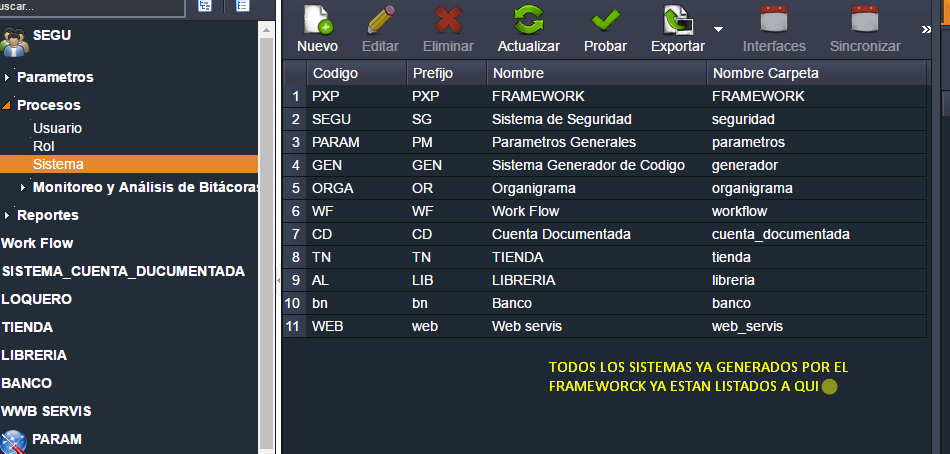 uscar...
SEGU
Parametros
Procesos
Usuario
Rol
Sistema
Monitoreo y Análisis de Bitácoras
Reportes
Work Flow
SISTEMA_CUENTA_DUCUMENTADA
LOQUERO
TIENDA
LIBRERIA
BANCO
WWB SERVIS
PARAM
Nuevo Editar Eliminar Actualizar Probar Exportar Interfaces Sincronizar »
Codigo Prefijo Nombre Nombre Carpeta
1 PXP PXP FRAMEWORK FRAMEWORK
2 SEGU SG Sistema de Seguridad seguridad
3 PARAM PM Parametros Generales parametros
4 GEN GEN Sistema Generador de Codigo generador
5 ORGA OR Organigrama organigrama
6 WF WF Work Flow workflow
7 CD CD Cuenta Documentada cuenta_documentada
8 TN TN TIENDA tienda
9 AL LIB LIBRERIA libreria
10 bn bn Banco banco
11 WEB web Web servis web_servis
TODOS LOS SISTEMAS YA GENERADOS POR EL
FRAMEWORCK YA ESTAN LISTADOS A QUI